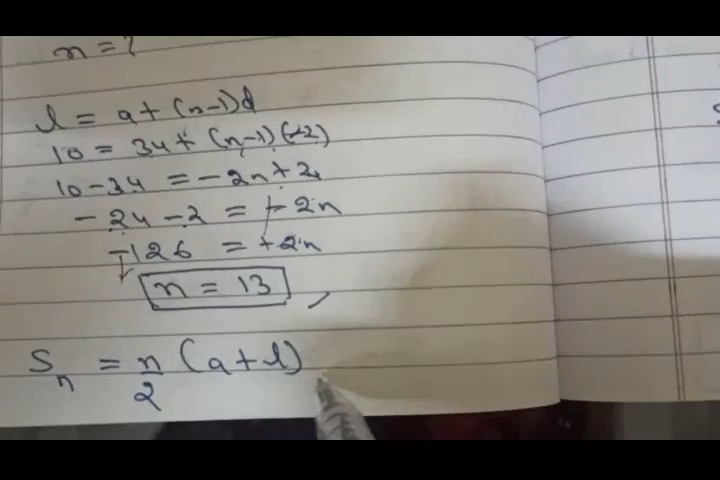 n = ?
l = a + (n-1)d
10 = 34 + (n-1)(-2)
10 - 34 = -2n + 2
-24 - 2 = -2n
-26 = -2n
n = 13
Sn = n/2 (a + l)